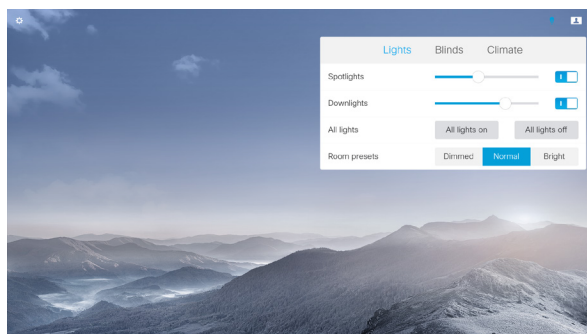 Lights Blinds Climate
Spotlights
Downlights
All lights All lights on All lights off
Room presets Dimmed Normal Bright